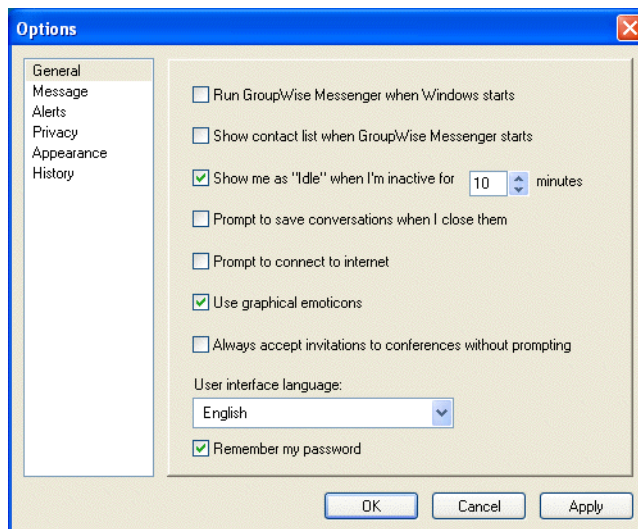 Options
General
Message
Alerts
Privacy
Appearance
History
Run GroupWise Messenger when Windows starts
Show contact list when GroupWise Messenger starts
Show me as "Idle" when I'm inactive for 10 minutes
Prompt to save conversations when I close them
Prompt to connect to internet
Use graphical emoticons
Always accept invitations to conferences without prompting
User interface language:
English
Remember my password
OK Cancel Apply